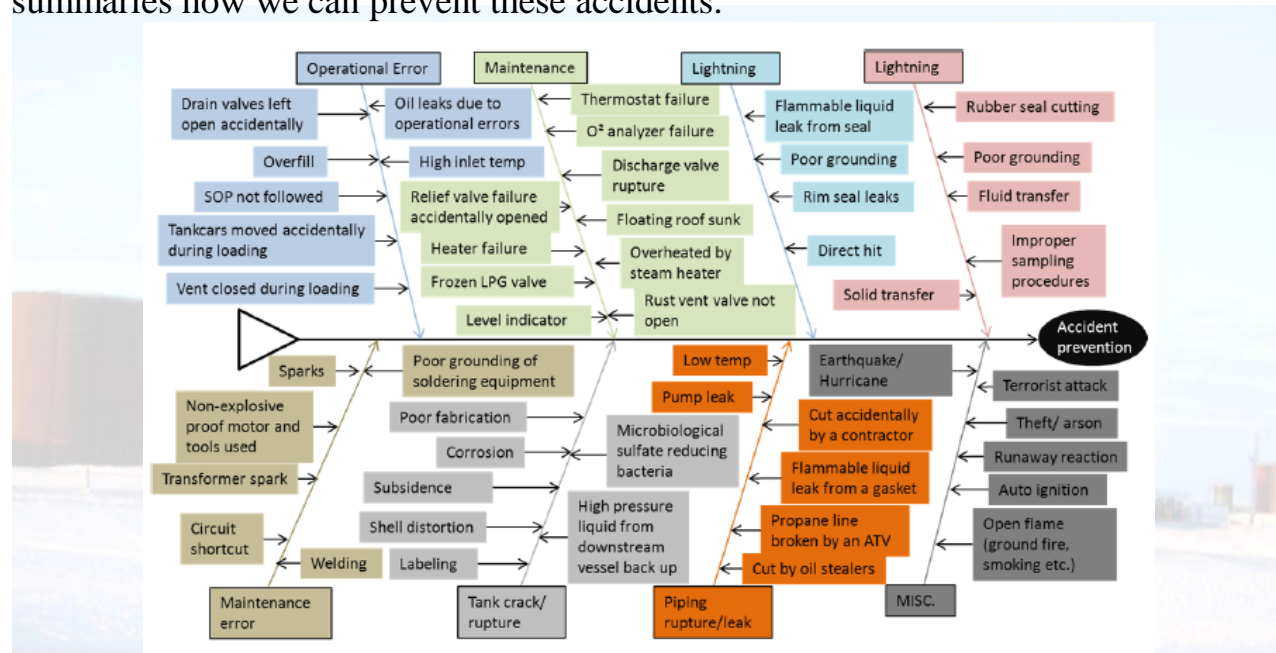 summaries how we can prevent these accidents.
Operational Error
Drain valves left
open accidentally
Oil leaks due to
operational errors
Overfill
High inlet temp
SOP not followed
Tankcars moved accidentally
during loading
Vent closed during loading
Maintenance
Thermostat failure
O² analyzer failure
Discharge valve
rupture
Relief valve failure
accidentally opened
Floating roof sunk
Heater failure
Overheated by
steam heater
Frozen LPG valve
Rust vent valve not
open
Level indicator
Lightning
Flammable liquid
leak from seal
Poor grounding
Rim seal leaks
Direct hit
Lightning
Rubber seal cutting
Poor grounding
Fluid transfer
Improper
sampling
procedures
Solid transfer
Accident
prevention
Sparks
Poor grounding of
soldering equipment
Non-explosive
proof motor and
tools used
Transformer spark
Circuit
shortcut
Welding
Maintenance
error
Poor fabrication
Corrosion
Microbiological
sulfate reducing
bacteria
Subsidence
Shell distortion
High pressure
liquid from
downstream
vessel back up
Labeling
Tank crack/
rupture
Low temp
Pump leak
Cut accidentally
by a contractor
Flammable liquid
leak from a gasket
Propane line
broken by an ATV
Cut by oil stealers
Piping
rupture/leak
Earthquake/
Hurricane
Terrorist attack
Theft/ arson
Runaway reaction
Auto ignition
Open flame
(ground fire,
smoking etc.)
MISC.